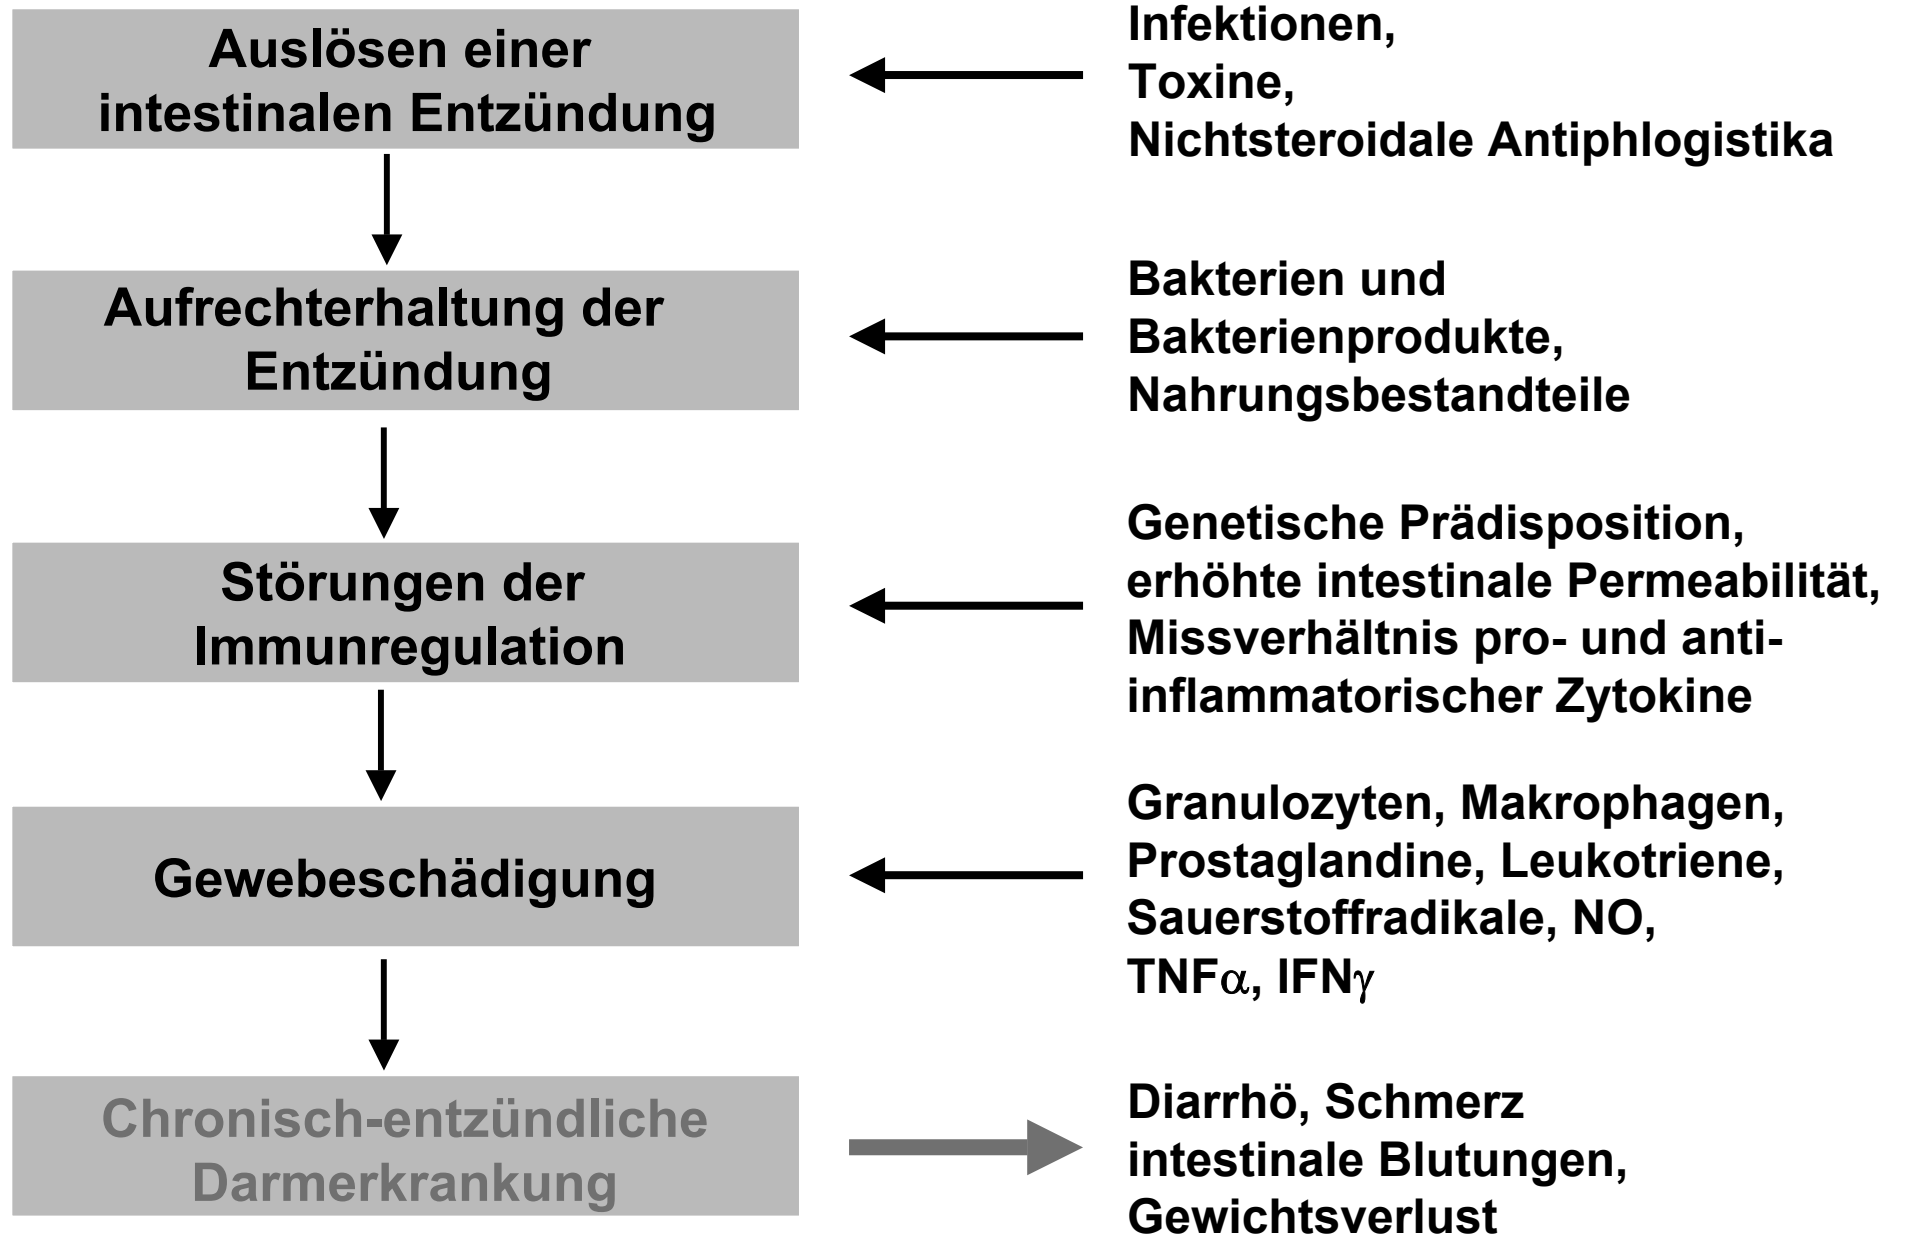 Auslösen einer
intestinalen Entzündung
Infektionen,
Toxine,
Nichtsteroidale Antiphlogistika
Aufrechterhaltung der
Entzündung
Bakterien und
Bakterienprodukte,
Nahrungsbestandteile
Störungen der
Immunregulation
Genetische Prädisposition,
erhöhte intestinale Permeabilität,
Missverhältnis pro- und anti-
inflammatorischer Zytokine
Gewebeschädigung
Granulozyten, Makrophagen,
Prostaglandine, Leukotriene,
Sauerstoffradikale, NO,
TNFα, IFNγ
Chronisch-entzündliche
Darmerkrankung
Diarrhö, Schmerz
intestinale Blutungen,
Gewichtsverlust